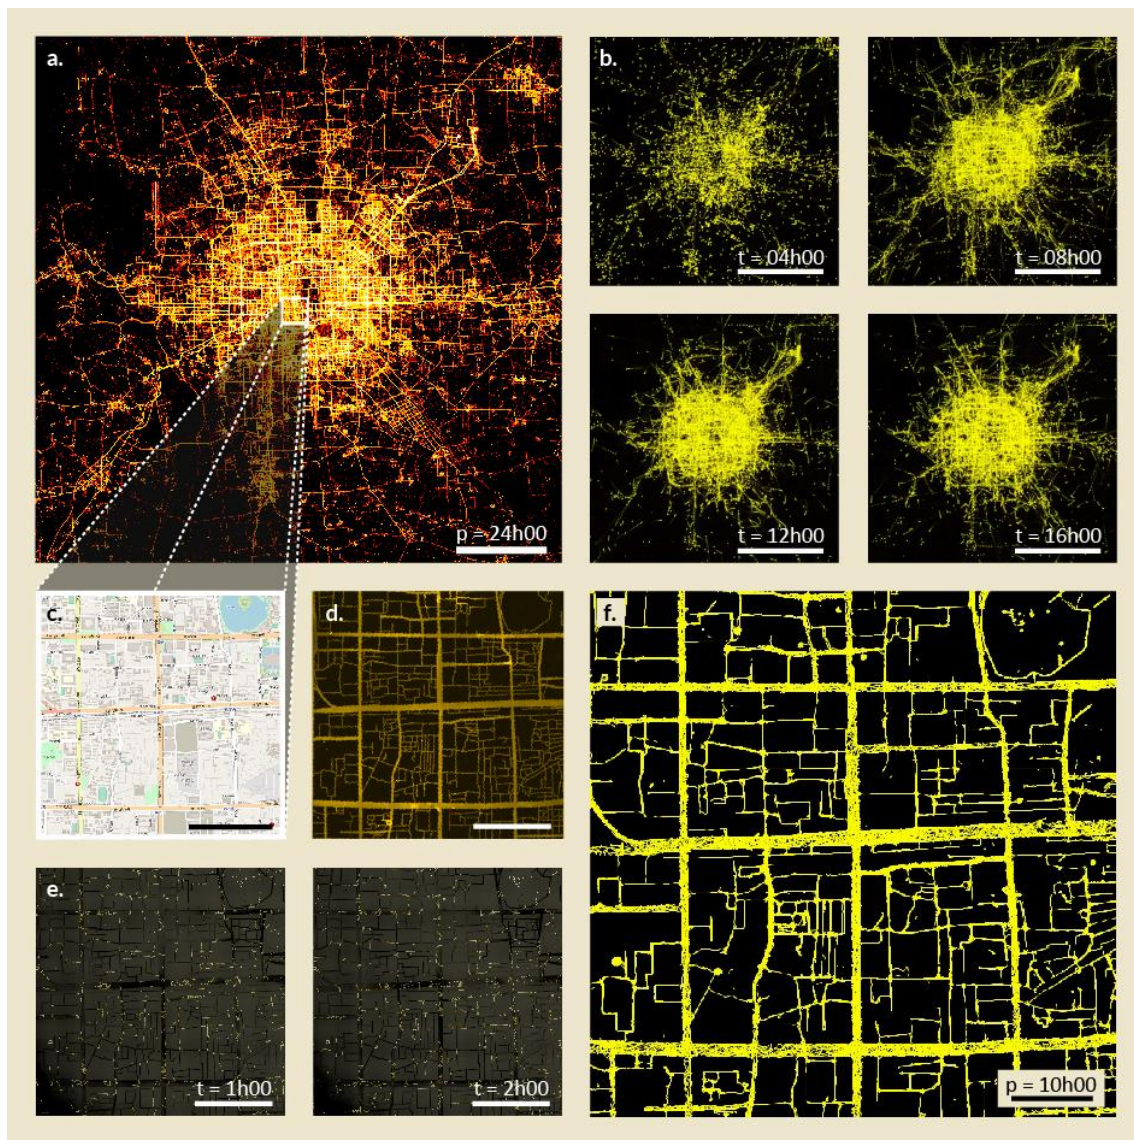 a.
p = 24h00
b.
t = 04h00
t = 08h00
t = 12h00
t = 16h00
c.
d.
e.
t = 1h00
t = 2h00
f.
p = 10h00